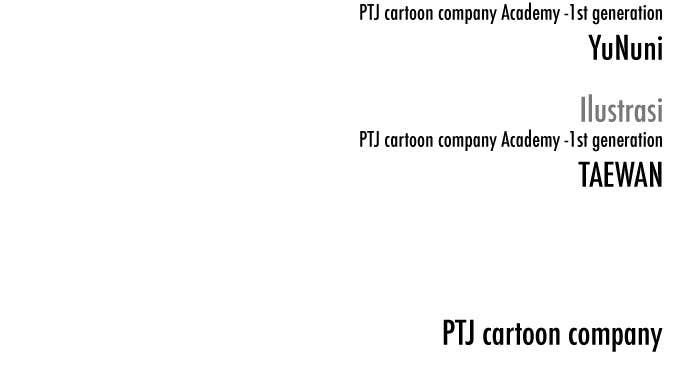 PTJ cartoon company Academy -1st generation
YuNuni
Ilustrasi
PTJ cartoon company Academy -1st generation
TAEWAN
PTJ cartoon company